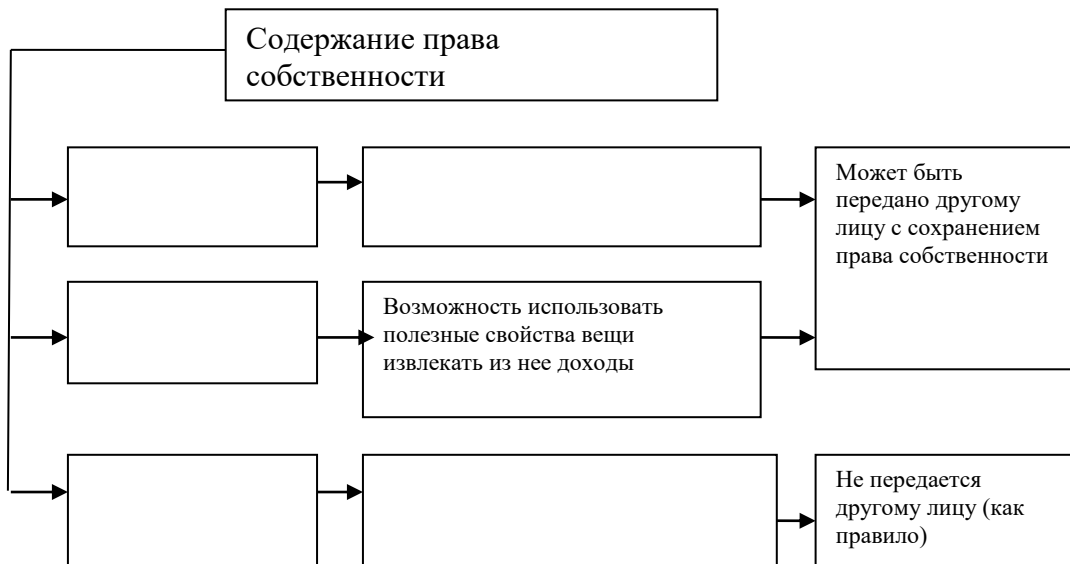 Содержание права
собственности
Может быть
передано другому
лицу с сохранением
права собственности
Возможность использовать
полезные свойства вещи
извлекать из нее доходы
Не передается
другому лицу (как
правило)